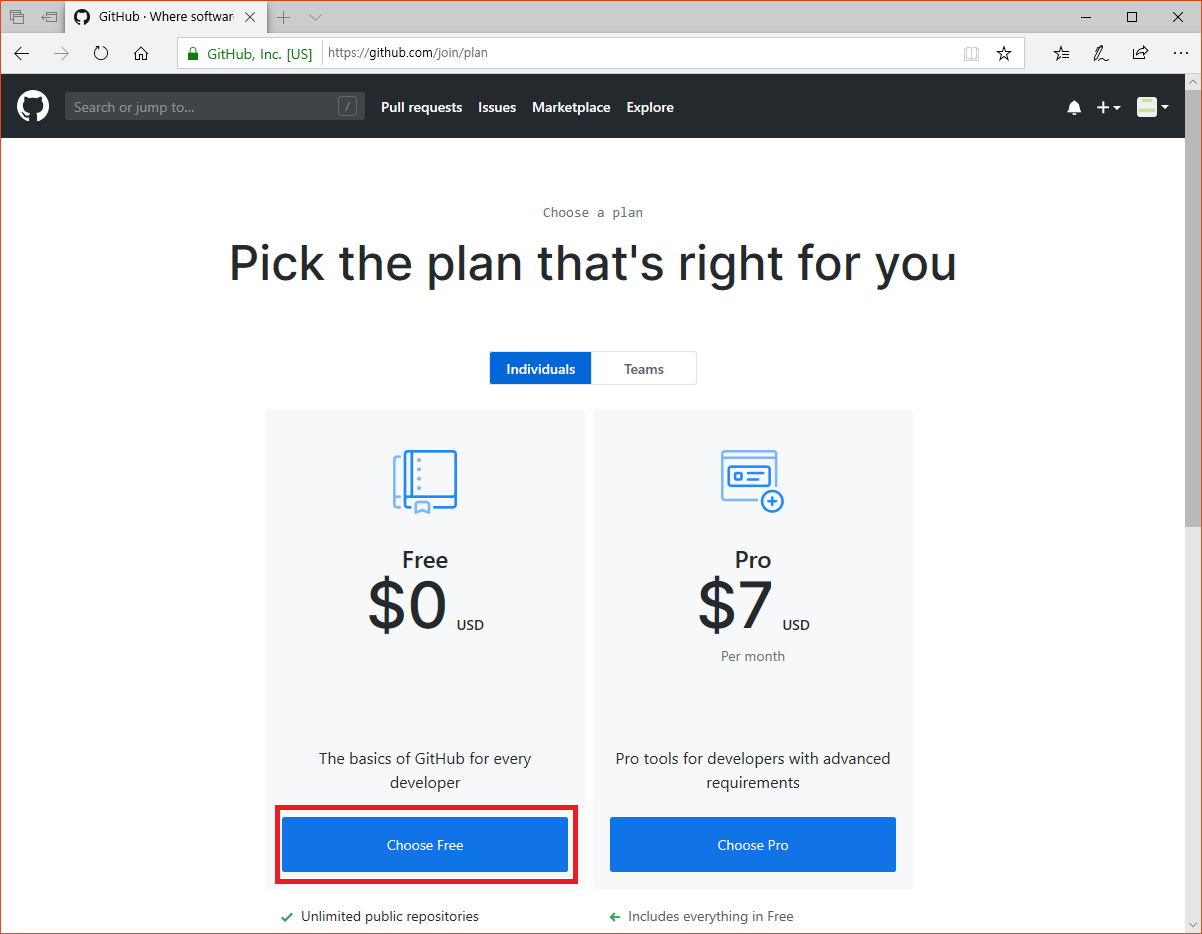 GitHub · Where softwar
GitHub, Inc. [US]
https://github.com/join/plan
Search or jump to...
/
Pull requests
Issues
Marketplace
Explore
Choose a plan
Pick the plan that's right for you
Individuals
Teams
Free
$0 USD
The basics of GitHub for every
developer
Choose Free
Unlimited public repositories
Pro
$7 USD
Per month
Pro tools for developers with advanced
requirements
Choose Pro
Includes everything in Free